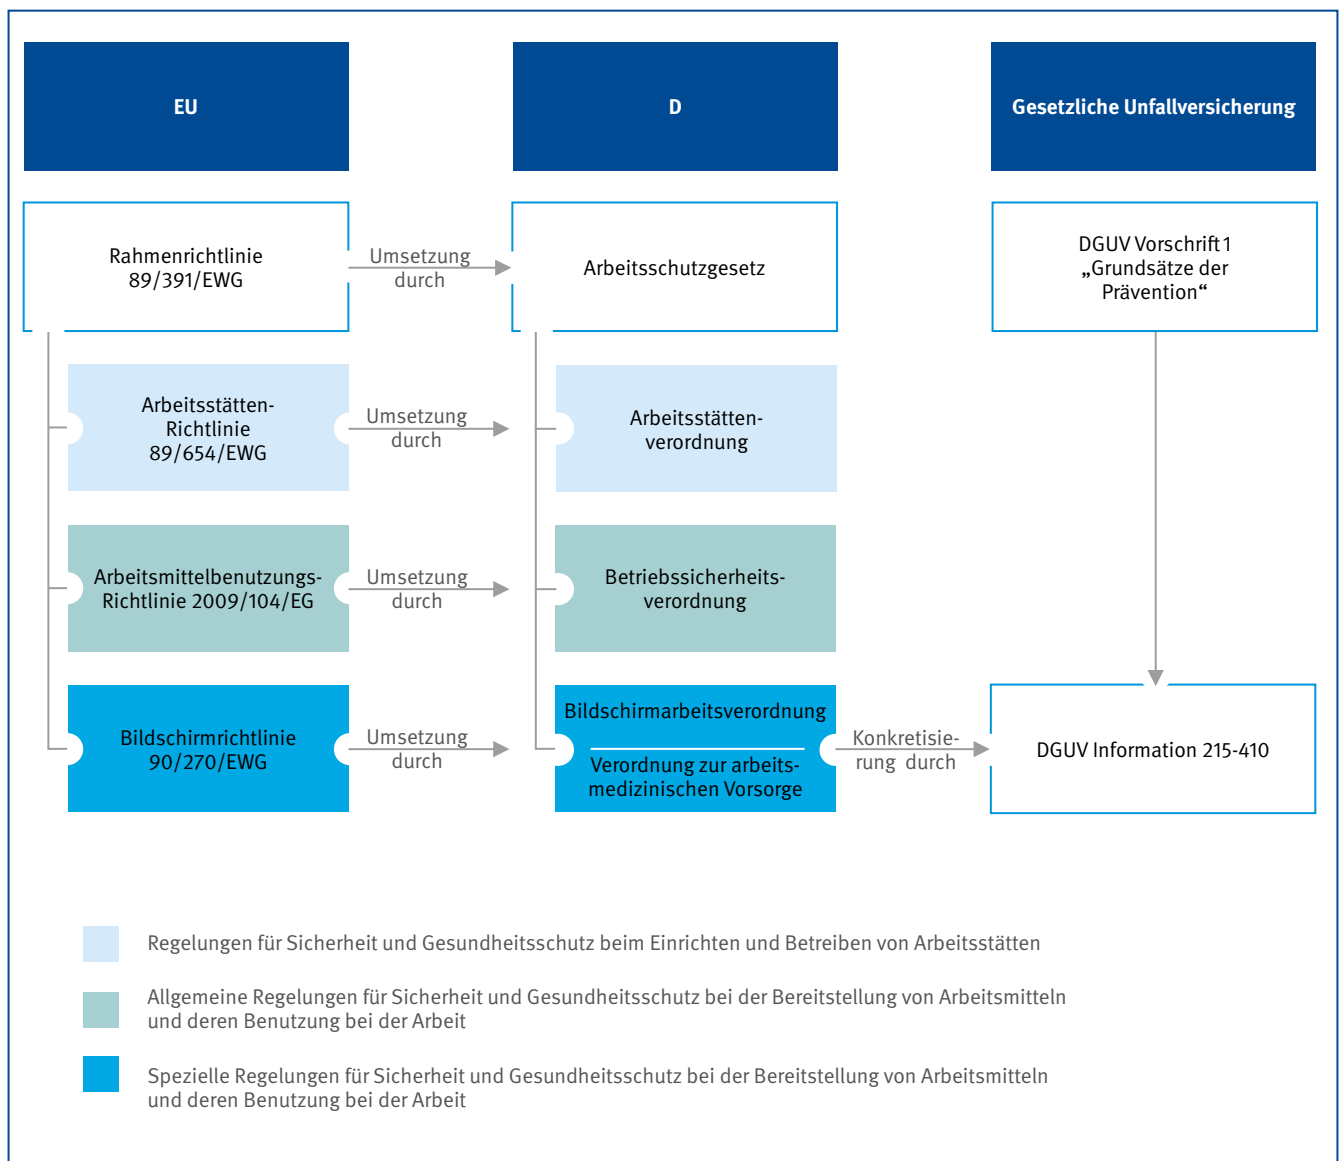 EU
D
Gesetzliche Unfallversicherung
Rahmenrichtlinie
89/391/EWG
Umsetzung
durch
Arbeitsschutzgesetz
DGUV Vorschrift 1
„Grundsätze der
Prävention“
Arbeitsstätten-
Richtlinie
89/654/EWG
Umsetzung
durch
Arbeitsstätten-
verordnung
Arbeitsmittelbenutzungs-
Richtlinie 2009/104/EG
Umsetzung
durch
Betriebssicherheits-
verordnung
Bildschirmrichtlinie
90/270/EWG
Umsetzung
durch
Bildschirmarbeitsverordnung
Verordnung zur arbeits-
medizinischen Vorsorge
Konkretisie-
rung durch
DGUV Information 215-410
Regelungen für Sicherheit und Gesundheitsschutz beim Einrichten und Betreiben von Arbeitsstätten
Allgemeine Regelungen für Sicherheit und Gesundheitsschutz bei der Bereitstellung von Arbeitsmitteln
und deren Benutzung bei der Arbeit
Spezielle Regelungen für Sicherheit und Gesundheitsschutz bei der Bereitstellung von Arbeitsmitteln
und deren Benutzung bei der Arbeit